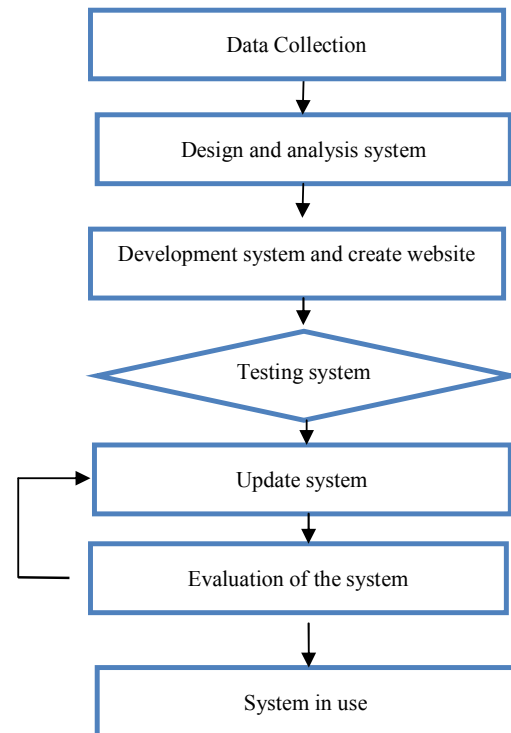 Data Collection
Design and analysis system
Development system and create website
Testing system
Update system
Evaluation of the system
System in use